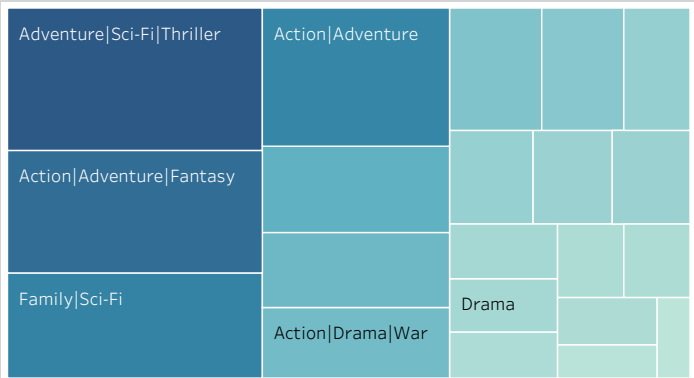 Adventure|Sci-Fi|Thriller
Action|Adventure|Fantasy
Family|Sci-Fi
Action|Adventure
Action|Drama|War
Drama